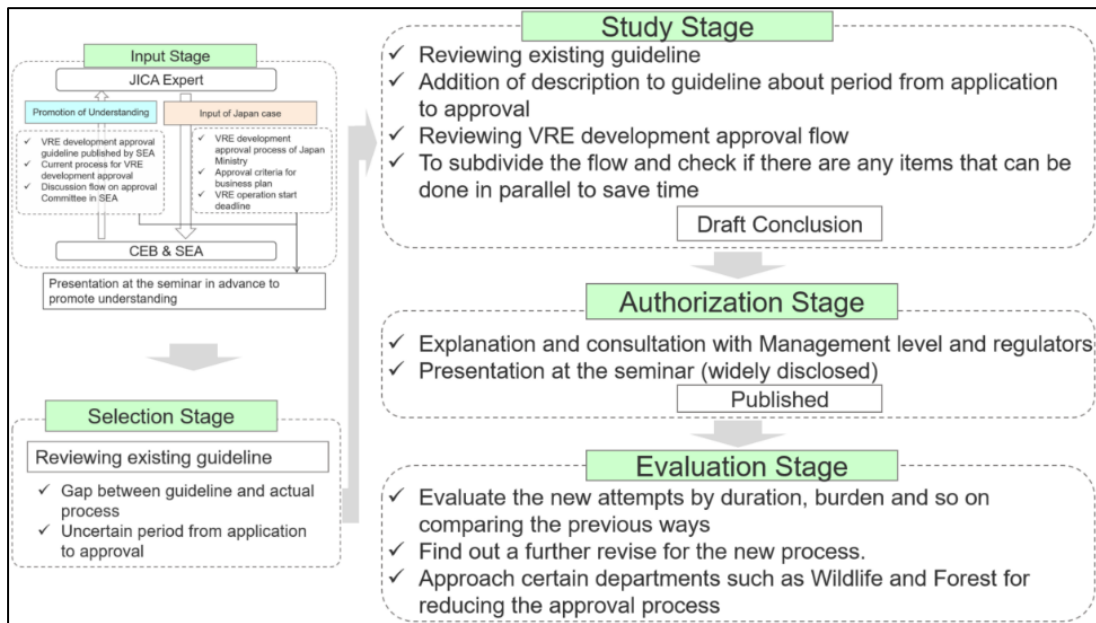 Input Stage
JICA Expert
Promotion of Understanding
✓ VRE development approval
guideline published by SEA
✓ Current process for VRE
development approval
✓ Discussion flow on approval
Committee in SEA
Input of Japan case
✓ VRE development
approval process of Japan
Ministry
✓ Approval criteria for
business plan
✓ VRE operation start
deadline
CEB & SEA
Presentation at the seminar in advance to
promote understanding
Selection Stage
Reviewing existing guideline
✓ Gap between guideline and actual
process
✓ Uncertain period from application
to approval
Study Stage
✓ Reviewing existing guideline
✓ Addition of description to guideline about period from application
to approval
✓ Reviewing VRE development approval flow
✓ To subdivide the flow and check if there are any items that can be
done in parallel to save time
Draft Conclusion
Authorization Stage
✓ Explanation and consultation with Management level and regulators
✓ Presentation at the seminar (widely disclosed)
Published
Evaluation Stage
✓ Evaluate the new attempts by duration, burden and so on
comparing the previous ways
✓ Find out a further revise for the new process.
✓ Approach certain departments such as Wildlife and Forest for
reducing the approval process